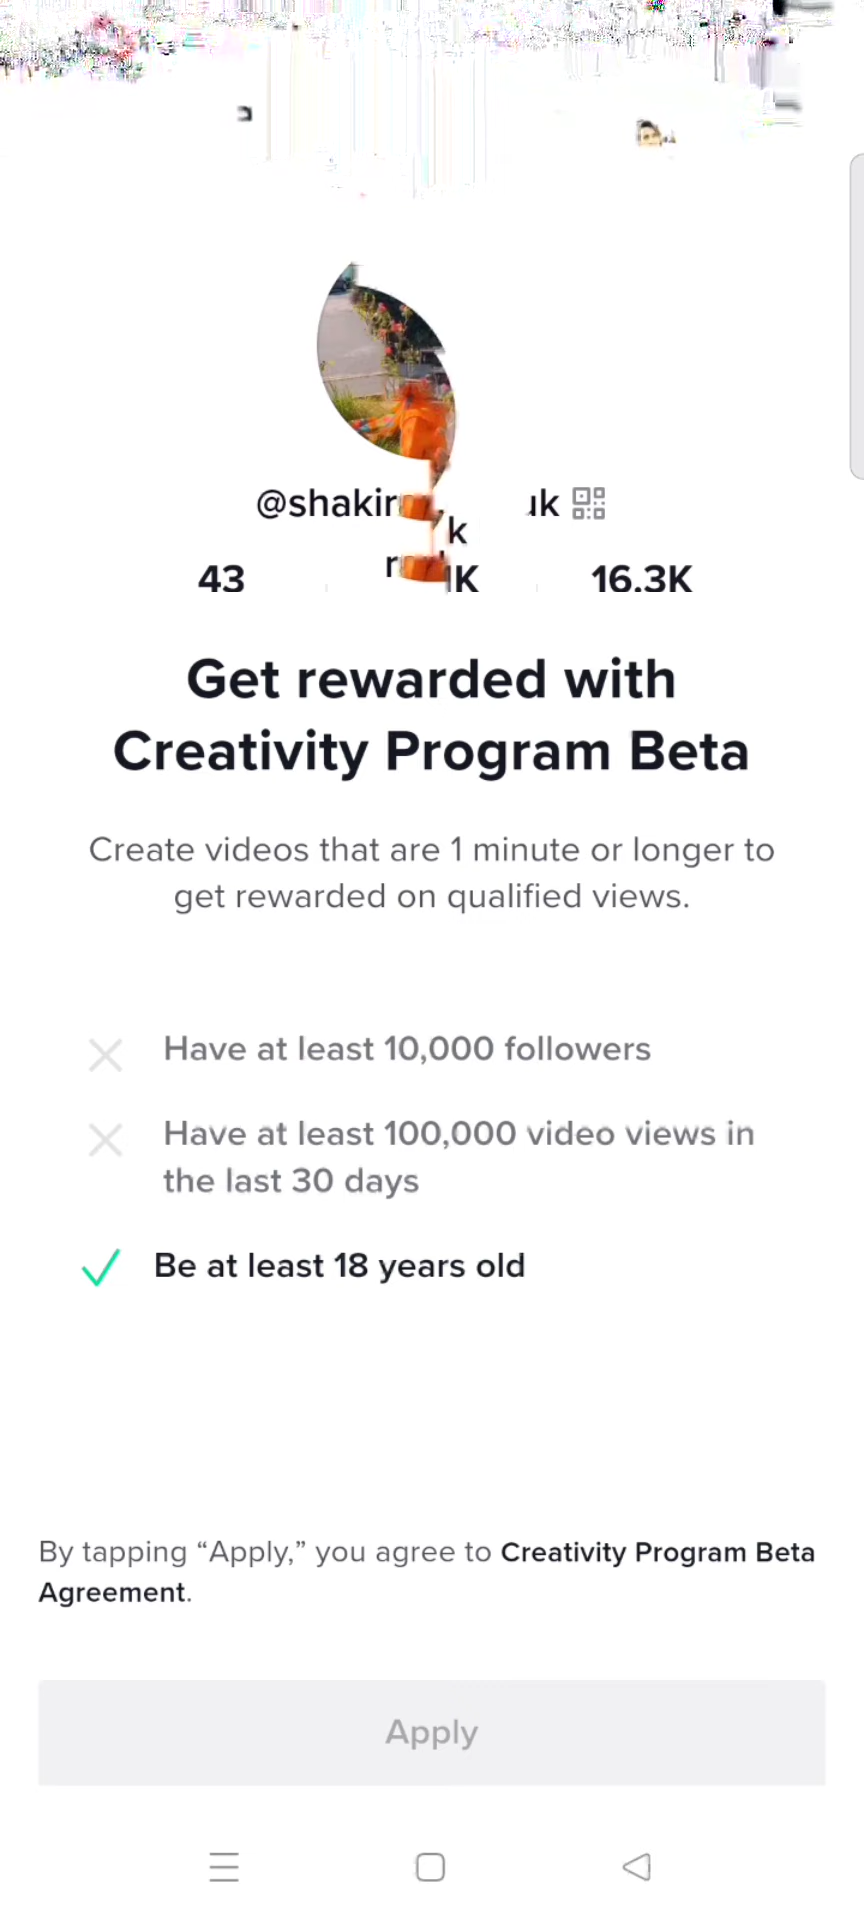 43
16.3K
Get rewarded with
Creativity Program Beta
Create videos that are 1 minute or longer to
get rewarded on qualified views.
Have at least 10,000 followers
Have at least 100,000 video views in
the last 30 days
Be at least 18 years old
By tapping “Apply,” you agree to Creativity Program Beta
Agreement.
Apply